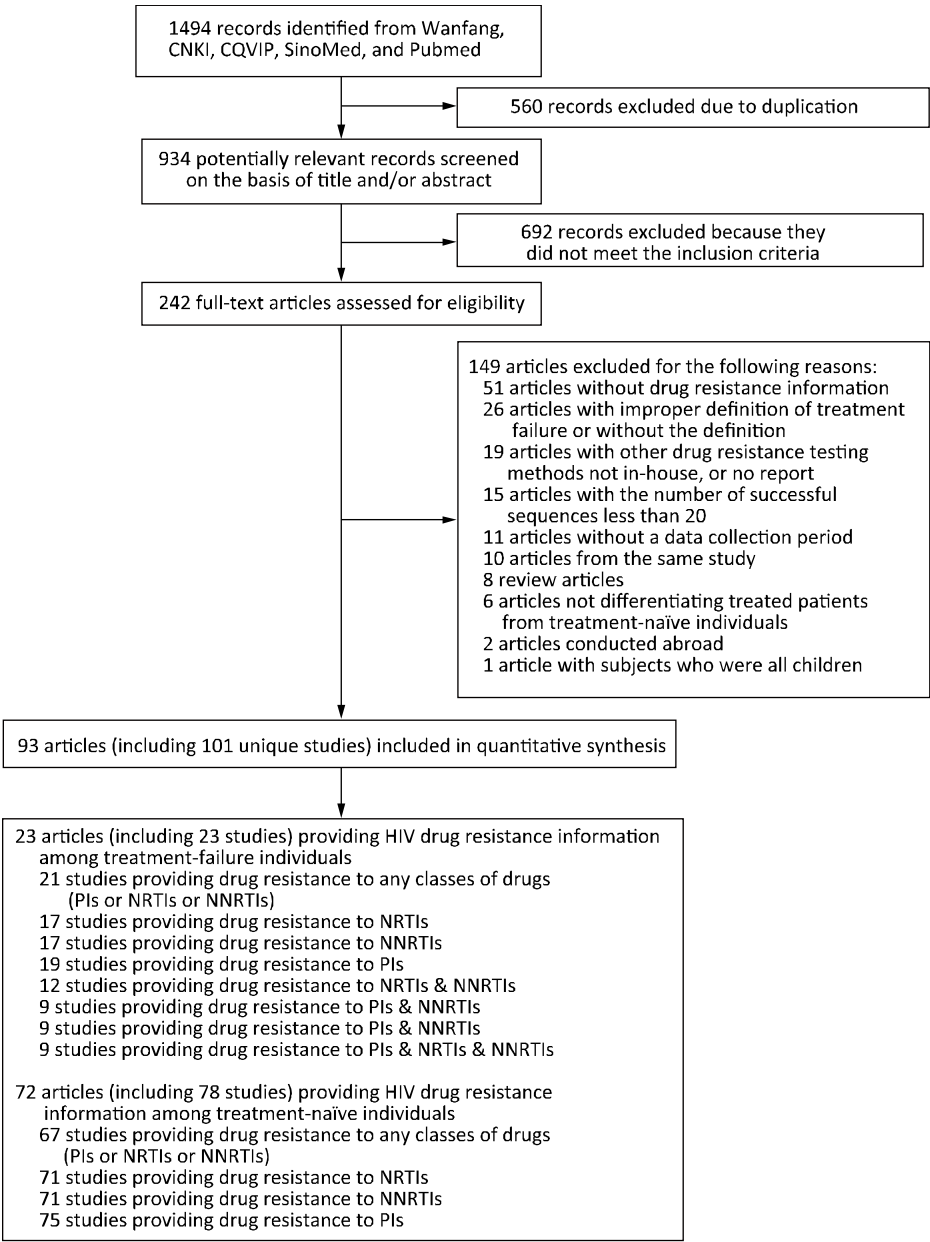 1494 records identified from Wanfang,
CNKI, CQVIP, SinoMed, and Pubmed
560 records excluded due to duplication
934 potentially relevant records screened
on the basis of title and/or abstract
692 records excluded because they
did not meet the inclusion criteria
242 full-text articles assessed for eligibility
149 articles excluded for the following reasons:
51 articles without drug resistance information
26 articles with improper definition of treatment
failure or without the definition
19 articles with other drug resistance testing
methods not in-house, or no report
15 articles with the number of successful
sequences less than 20
11 articles without a data collection period
10 articles from the same study
8 review articles
6 articles not differentiating treated patients
from treatment-naïve individuals
2 articles conducted abroad
1 article with subjects who were all children
93 articles (including 101 unique studies) included in quantitative synthesis
23 articles (including 23 studies) providing HIV drug resistance information
among treatment-failure individuals
21 studies providing drug resistance to any classes of drugs
(PIs or NRTIs or NNRTIs)
17 studies providing drug resistance to NRTIs
17 studies providing drug resistance to NNRTIs
19 studies providing drug resistance to PIs
12 studies providing drug resistance to NRTIs & NNRTIs
9 studies providing drug resistance to PIs & NNRTIs
9 studies providing drug resistance to PIs & NNRTIs
9 studies providing drug resistance to PIs & NRTIs & NNRTIs
72 articles (including 78 studies) providing HIV drug resistance
information among treatment-naïve individuals
67 studies providing drug resistance to any classes of drugs
(PIs or NRTIs or NNRTIs)
71 studies providing drug resistance to NRTIs
71 studies providing drug resistance to NNRTIs
75 studies providing drug resistance to PIs